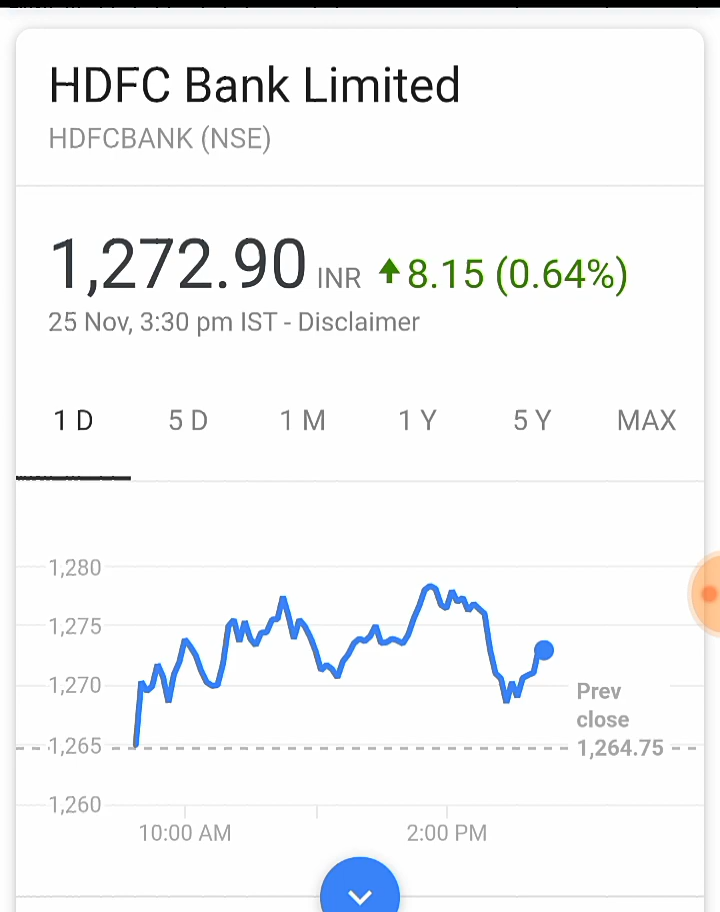 HDFC Bank Limited
HDFCBANK (NSE)
1,272.90 INR ↑8.15 (0.64%)
25 Nov, 3:30 pm IST - Disclaimer
1 D 5 D 1 M 1 Y 5 Y MAX
1,280
1,275
1,270
Prev
close
1,265 1,264.75
1,260
10:00 AM 2:00 PM